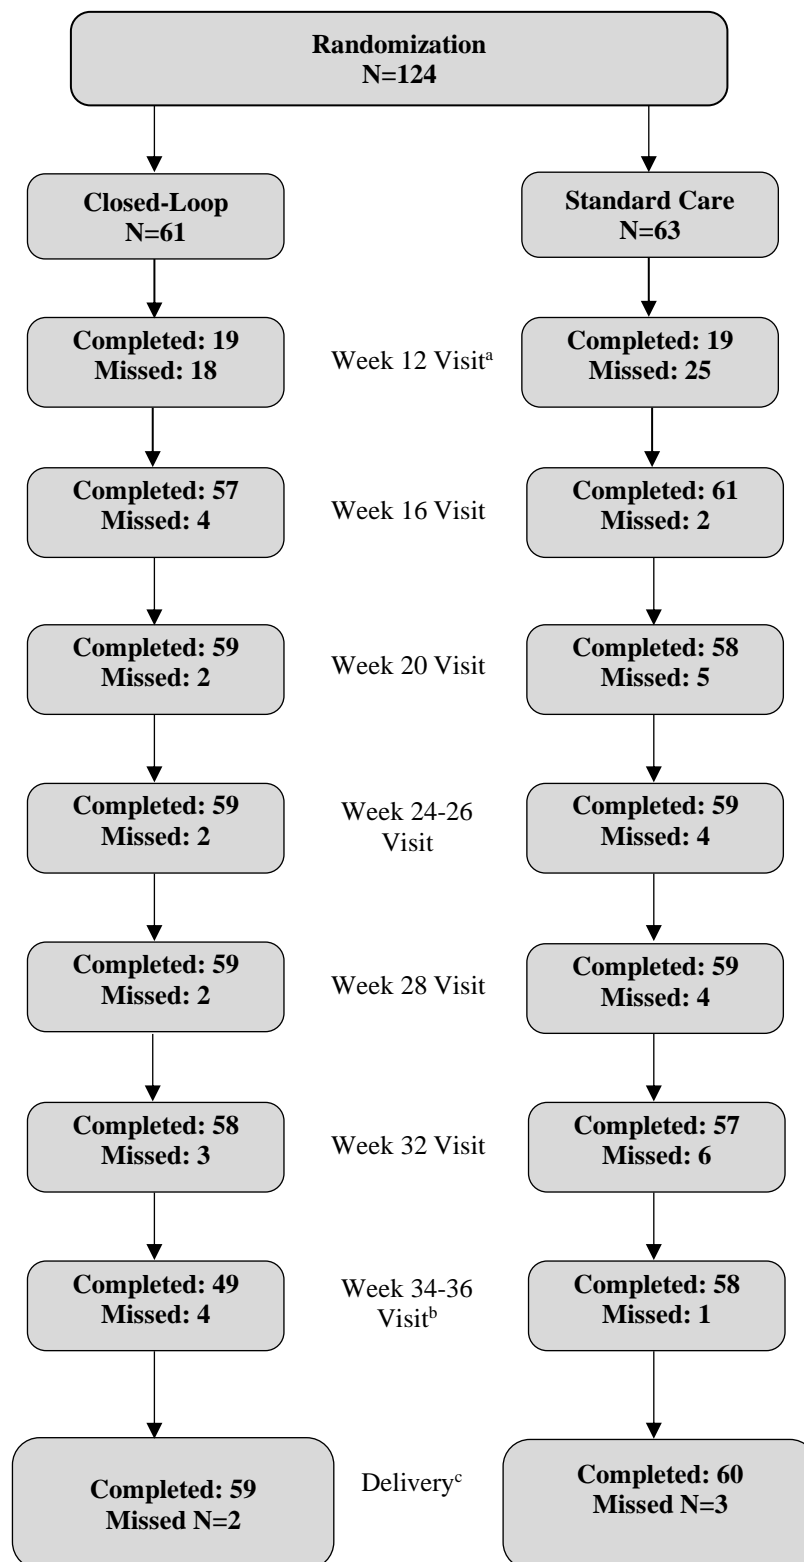 Randomization
N=124
Closed-Loop
N=61
Standard Care
N=63
Completed: 19
Missed: 18
Week 12 Visitᵃ
Completed: 19
Missed: 25
Completed: 57
Missed: 4
Week 16 Visit
Completed: 61
Missed: 2
Completed: 59
Missed: 2
Week 20 Visit
Completed: 58
Missed: 5
Completed: 59
Missed: 2
Week 24-26
Visit
Completed: 59
Missed: 4
Completed: 59
Missed: 2
Week 28 Visit
Completed: 59
Missed: 4
Completed: 58
Missed: 3
Week 32 Visit
Completed: 57
Missed: 6
Completed: 49
Missed: 4
Week 34-36
Visitᵇ
Completed: 58
Missed: 1
Completed: 59
Missed N=2
Deliveryᶜ
Completed: 60
Missed N=3